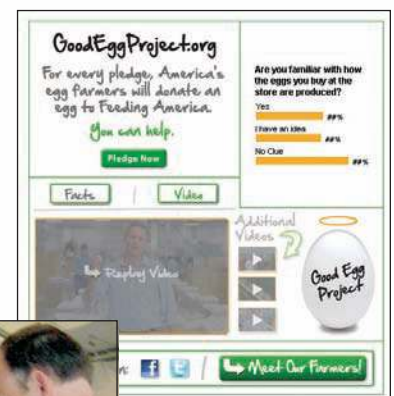 GoodEggProject.org
For every pledge, America's
egg farmers will donate an
egg to Feeding America.
You can help.
Pledge Now
Are you familiar with how
the eggs you buy at the
store are produced?
Yes
##%
I have an idea
##%
No Clue
##%
Facts | Video
Replay Video
Additional
Videos
Good Egg
Project
f t
Meet Our Farmers!